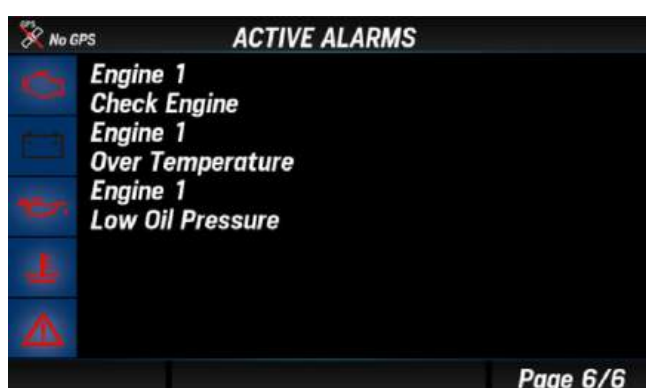 GPS
No GPS
ACTIVE ALARMS
Engine 1
Check Engine
Engine 1
Over Temperature
Engine 1
Low Oil Pressure
Page 6/6